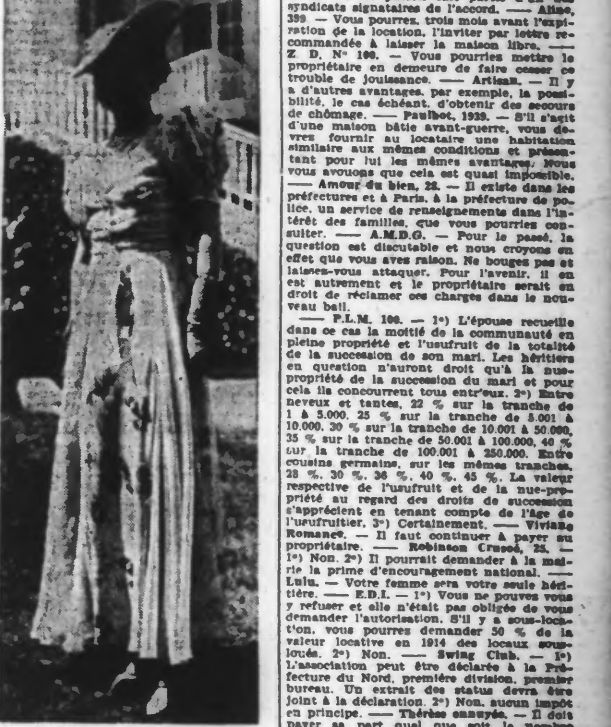 syndicats signataires de l'accord. —— Aline,
399. — Vous pourrez, trois mois avant l'expi-
ration de la location, l'inviter par lettre re-
commandée à laisser la maison libre. ——
Z. D. N° 100. — Vous pourriez mettre le
propriétaire en demeure de faire cesser ce
trouble de jouissance. —— Artisan. — Il y
a d'autres avantages, par exemple, la possi-
bilité, le cas échéant, d'obtenir des secours
de chômage. —— Paulbot, 1939. — S'il s'agit
d'une maison bâtie avant-guerre, vous de-
vrez fournir au locataire une habitation
similaire aux mêmes conditions et présen-
tant pour lui les mêmes avantages. Nous
vous avouons que cela est quasi impossible.
—— Amour du bien, 28. — Il existe dans les
préfectures et à Paris, à la préfecture de po-
lice, un service de renseignements dans l'in-
térêt des familles, que vous pourriez con-
sulter. —— A.M.D.G. — Pour le passé, la
question est discutable et nous croyons en
effet que vous avez raison. Ne bougez pas et
laissez-vous attaquer. Pour l'avenir, il en
est autrement et le propriétaire serait en
droit de réclamer ces charges dans le nou-
veau bail.
—— P.L.M. 100. — 1°) L'épouse recueille
dans ce cas la moitié de la communauté en
pleine propriété et l'usufruit de la totalité
de la succession de son mari. Les héritiers
en question n'auront droit qu'à la nue-
propriété de la succession du mari et pour
cela ils concourrent tous entr'eux. 2°) Entre
neveux et tantes, 22 % sur la tranche de
1 à 5.000, 25 % sur la tranche de 5.001 à
10.000, 30 % sur la tranche de 10.001 à 50.000,
35 % sur la tranche de 50.001 à 100.000, 40 %
sur la tranche de 100.001 à 250.000. Entre
cousins germains, sur les mêmes tranches,
28 %, 30 %, 36 %, 40 %, 45 %. La valeur
respective de l'usufruit et de la nue-pro-
priété au regard des droits de succession
s'apprécient en tenant compte de l'âge de
l'usufruitier. 3°) Certainement. —— Viviane
Romance. — Il faut continuer à payer au
propriétaire. —— Robinson Crusoé, 25. —
1°) Non. 2°) Il pourrait demander à la mai-
rie la prime d'encouragement national. ——
Lulu. — Votre femme sera votre seule héri-
tière. —— E.D.I. — 1°) Vous ne pouvez vous
y refuser et elle n'était pas obligée de vous
demander l'autorisation. S'il y a sous-loca-
t'on, vous pourrez demander 50 % de la
valeur locative en 1914 des locaux sous-
loués. 2°) Non. —— Swing Club. — 1°)
L'association peut être déclarée à la Pré-
fecture du Nord, première division, premier
bureau. Un extrait des status devra être
joint à la déclaration. 2°) Non, aucun impôt
en principe. —— Thérèse ennuyée. — Il doit
payer sa part quel que soit le nombre